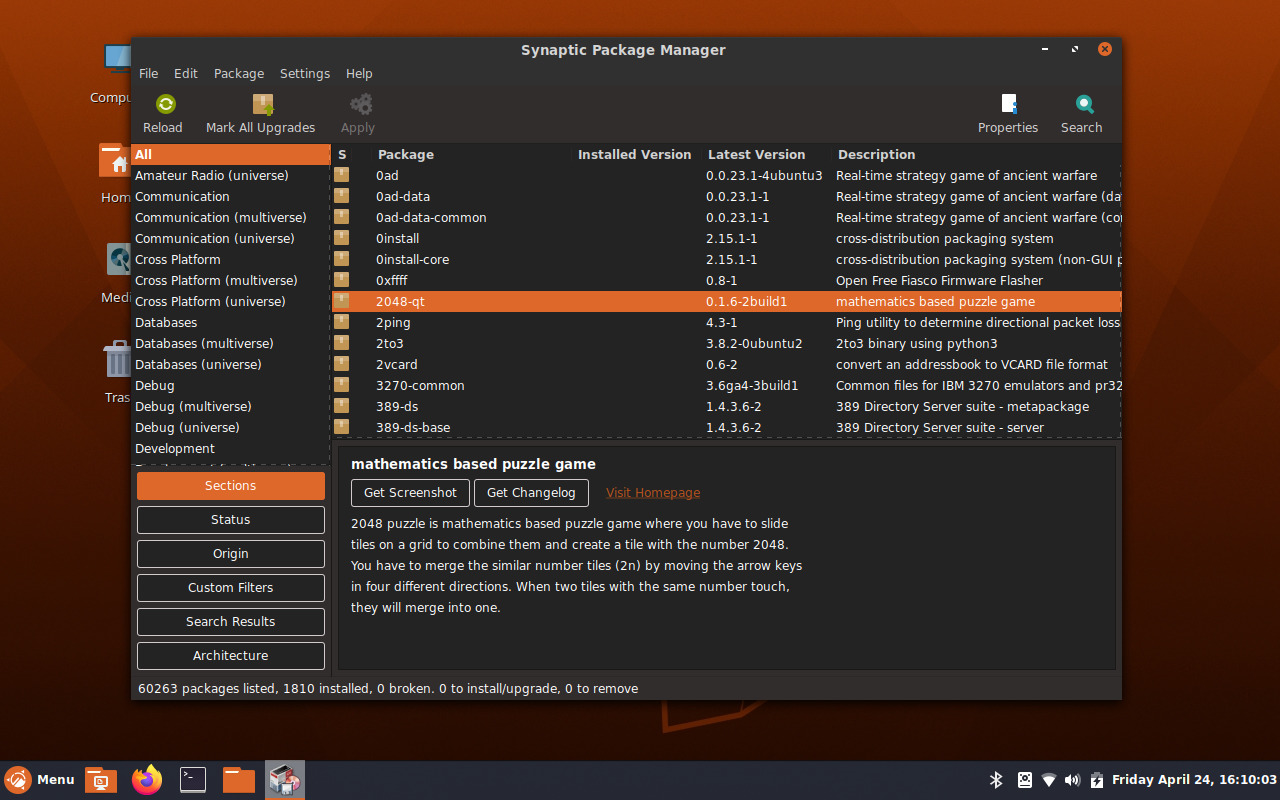 Synaptic Package Manager
File Edit Package Settings Help
Reload Mark All Upgrades Apply Properties Search
S Package Installed Version Latest Version Description
All
Amateur Radio (universe)
Communication
Communication (multiverse)
Communication (universe)
Cross Platform
Cross Platform (multiverse)
Cross Platform (universe)
Databases
Databases (multiverse)
Databases (universe)
Debug
Debug (multiverse)
Debug (universe)
Development
0ad 0.0.23.1-4ubuntu3 Real-time strategy game of ancient warfare
0ad-data 0.0.23.1-1 Real-time strategy game of ancient warfare (da
0ad-data-common 0.0.23.1-1 Real-time strategy game of ancient warfare (co
0install 2.15.1-1 cross-distribution packaging system
0install-core 2.15.1-1 cross-distribution packaging system (non-GUI p
0xffff 0.8-1 Open Free Fiasco Firmware Flasher
2048-qt 0.1.6-2build1 mathematics based puzzle game
2ping 4.3-1 Ping utility to determine directional packet loss
2to3 3.8.2-0ubuntu2 2to3 binary using python3
2vcard 0.6-2 convert an addressbook to VCARD file format
3270-common 3.6ga4-3build1 Common files for IBM 3270 emulators and pr32
389-ds 1.4.3.6-2 389 Directory Server suite - metapackage
389-ds-base 1.4.3.6-2 389 Directory Server suite - server
Sections
Status
Origin
Custom Filters
Search Results
Architecture
mathematics based puzzle game
Get Screenshot Get Changelog Visit Homepage
2048 puzzle is mathematics based puzzle game where you have to slide
tiles on a grid to combine them and create a tile with the number 2048.
You have to merge the similar number tiles (2n) by moving the arrow keys
in four different directions. When two tiles with the same number touch,
they will merge into one.
60263 packages listed, 1810 installed, 0 broken. 0 to install/upgrade, 0 to remove
Compu
Hom
Medi
Tras
Menu
Friday April 24, 16:10:03